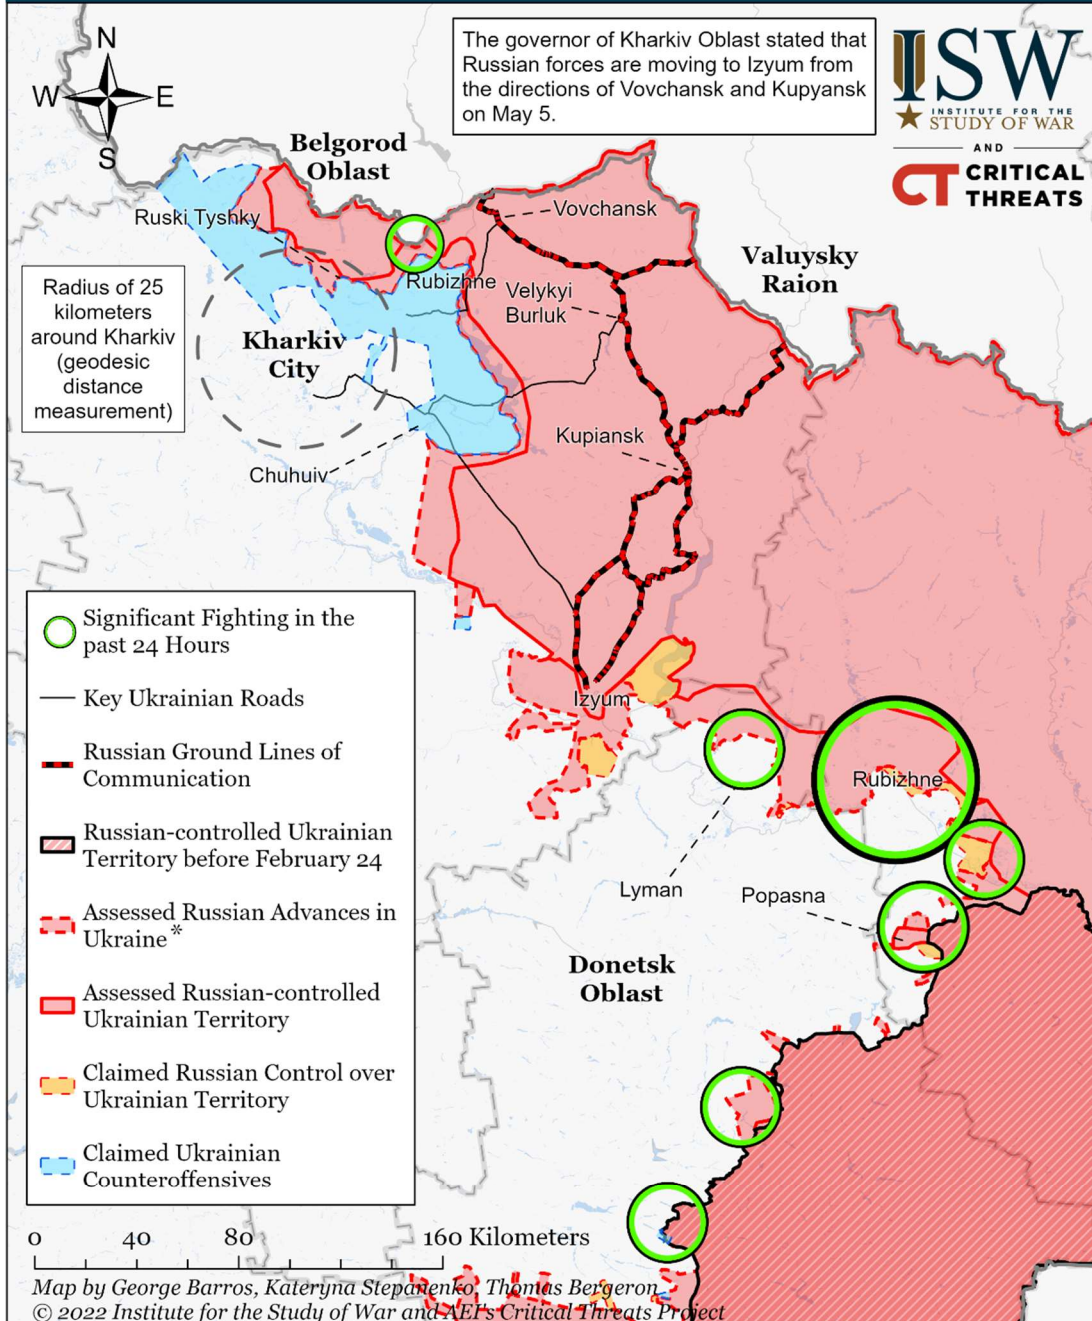 N
W
E
S
The governor of Kharkiv Oblast stated that
Russian forces are moving to Izyum from
the directions of Vovchansk and Kupyansk
on May 5.
ISW
INSTITUTE FOR THE
STUDY OF WAR
AND
CT CRITICAL
THREATS
Belgorod
Oblast
Ruski Tyshky
Vovchansk
Valuysky
Raion
Rubizhne
Velykyi
Burluk
Radius of 25
kilometers
around Kharkiv
(geodesic
distance
measurement)
Kharkiv
City
Kupiansk
Chuhuiv
Significant Fighting in the
past 24 Hours
Key Ukrainian Roads
Russian Ground Lines of
Communication
Russian-controlled Ukrainian
Territory before February 24
Assessed Russian Advances in
Ukraine*
Assessed Russian-controlled
Ukrainian Territory
Claimed Russian Control over
Ukrainian Territory
Claimed Ukrainian
Counteroffensives
Izyum
Rubizhne
Lyman
Popasna
Donetsk
Oblast
0 40 80 160 Kilometers
Map by George Barros, Kateryna Stepanenko, Thomas Bergeron
© 2022 Institute for the Study of War and AEI's Critical Threats Project